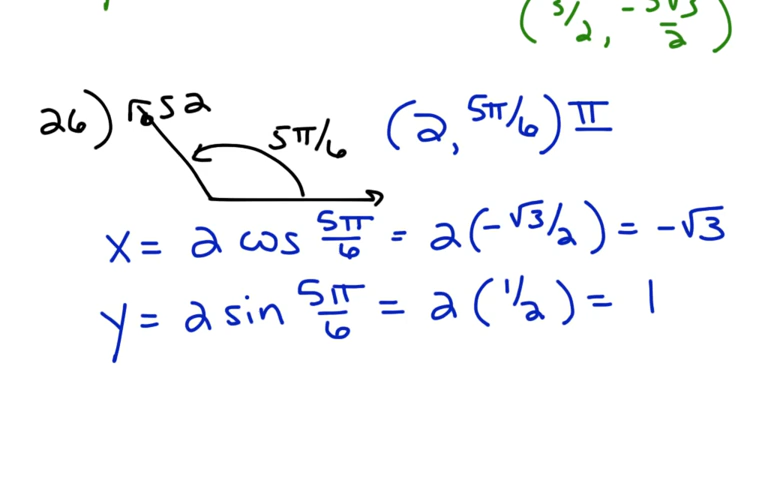 (3/2, -3√3/2)
26) r=2 5π/6 (2, 5π/6) II
x = 2 cos 5π/6 = 2(-√3/2) = -√3
y = 2 sin 5π/6 = 2(1/2) = 1